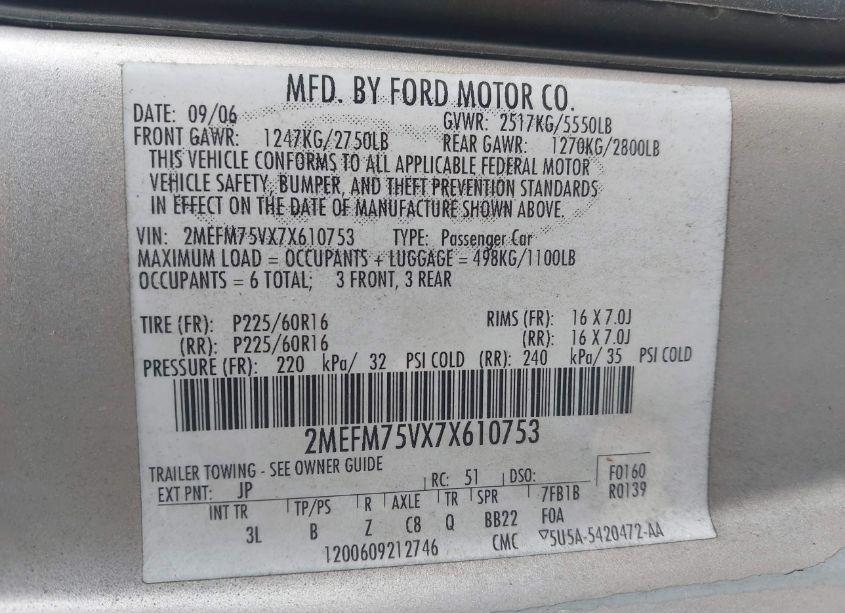 MFD. BY FORD MOTOR CO.
DATE: 09/06 GVWR: 2517KG/5550LB
FRONT GAWR: 1247KG/2750LB REAR GAWR: 1270KG/2800LB
THIS VEHICLE CONFORMS TO ALL APPLICABLE FEDERAL MOTOR
VEHICLE SAFETY, BUMPER, AND THEFT PREVENTION STANDARDS
IN EFFECT ON THE DATE OF MANUFACTURE SHOWN ABOVE.
VIN: 2MEFM75VX7X610753 TYPE: Passenger Car
MAXIMUM LOAD = OCCUPANTS + LUGGAGE = 498KG/1100LB
OCCUPANTS = 6 TOTAL; 3 FRONT, 3 REAR
TIRE (FR): P225/60R16 RIMS (FR): 16 X 7.0J
(RR): P225/60R16 (RR): 16 X 7.0J
PRESSURE (FR): 220 kPa/ 32 PSI COLD (RR): 240 kPa/ 35 PSI COLD
2MEFM75VX7X610753
TRAILER TOWING - SEE OWNER GUIDE
EXT PNT: JP RC: 51 DSO: F0160
R0139
INT TR TP/PS R AXLE TR SPR 7FB1B
3L B Z C8 Q BB22 F0A
1200609212746 CMC ▽5U5A-5420472-AA